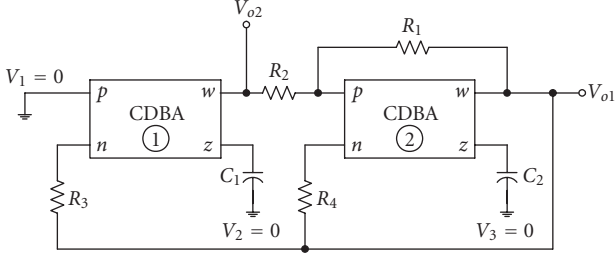 V_{o2}
R_1
V_1 = 0
R_2
V_{o1}
p w
CDBA
1
n z
p w
CDBA
2
n z
C_1
C_2
R_3
R_4
V_2 = 0
V_3 = 0